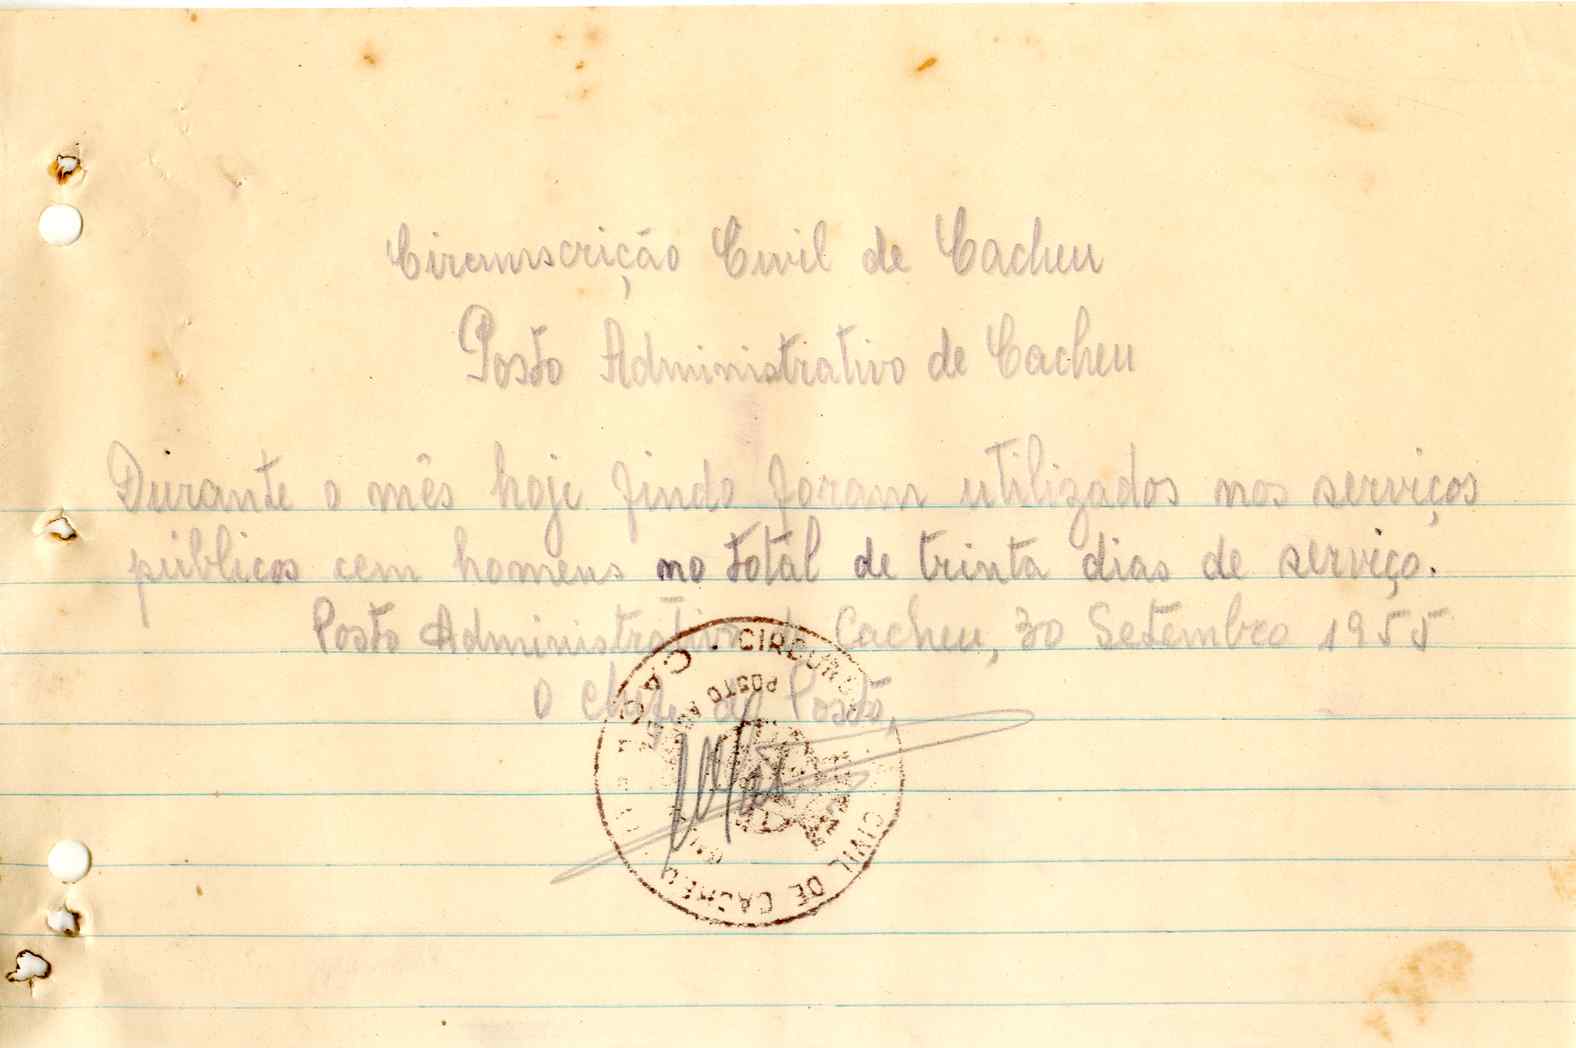 Circunscrição Civil de Cacheu
Posto Administrativo de Cacheu
Durante o mês hoje findo foram utilizados nos serviços
públicos cem homens no total de trinta dias de serviço.
Posto Administrativo de Cacheu, 30 Setembro 1955
O Chefe do Posto,
CIRCUNS CIVIL DE CACHEU
POSTO